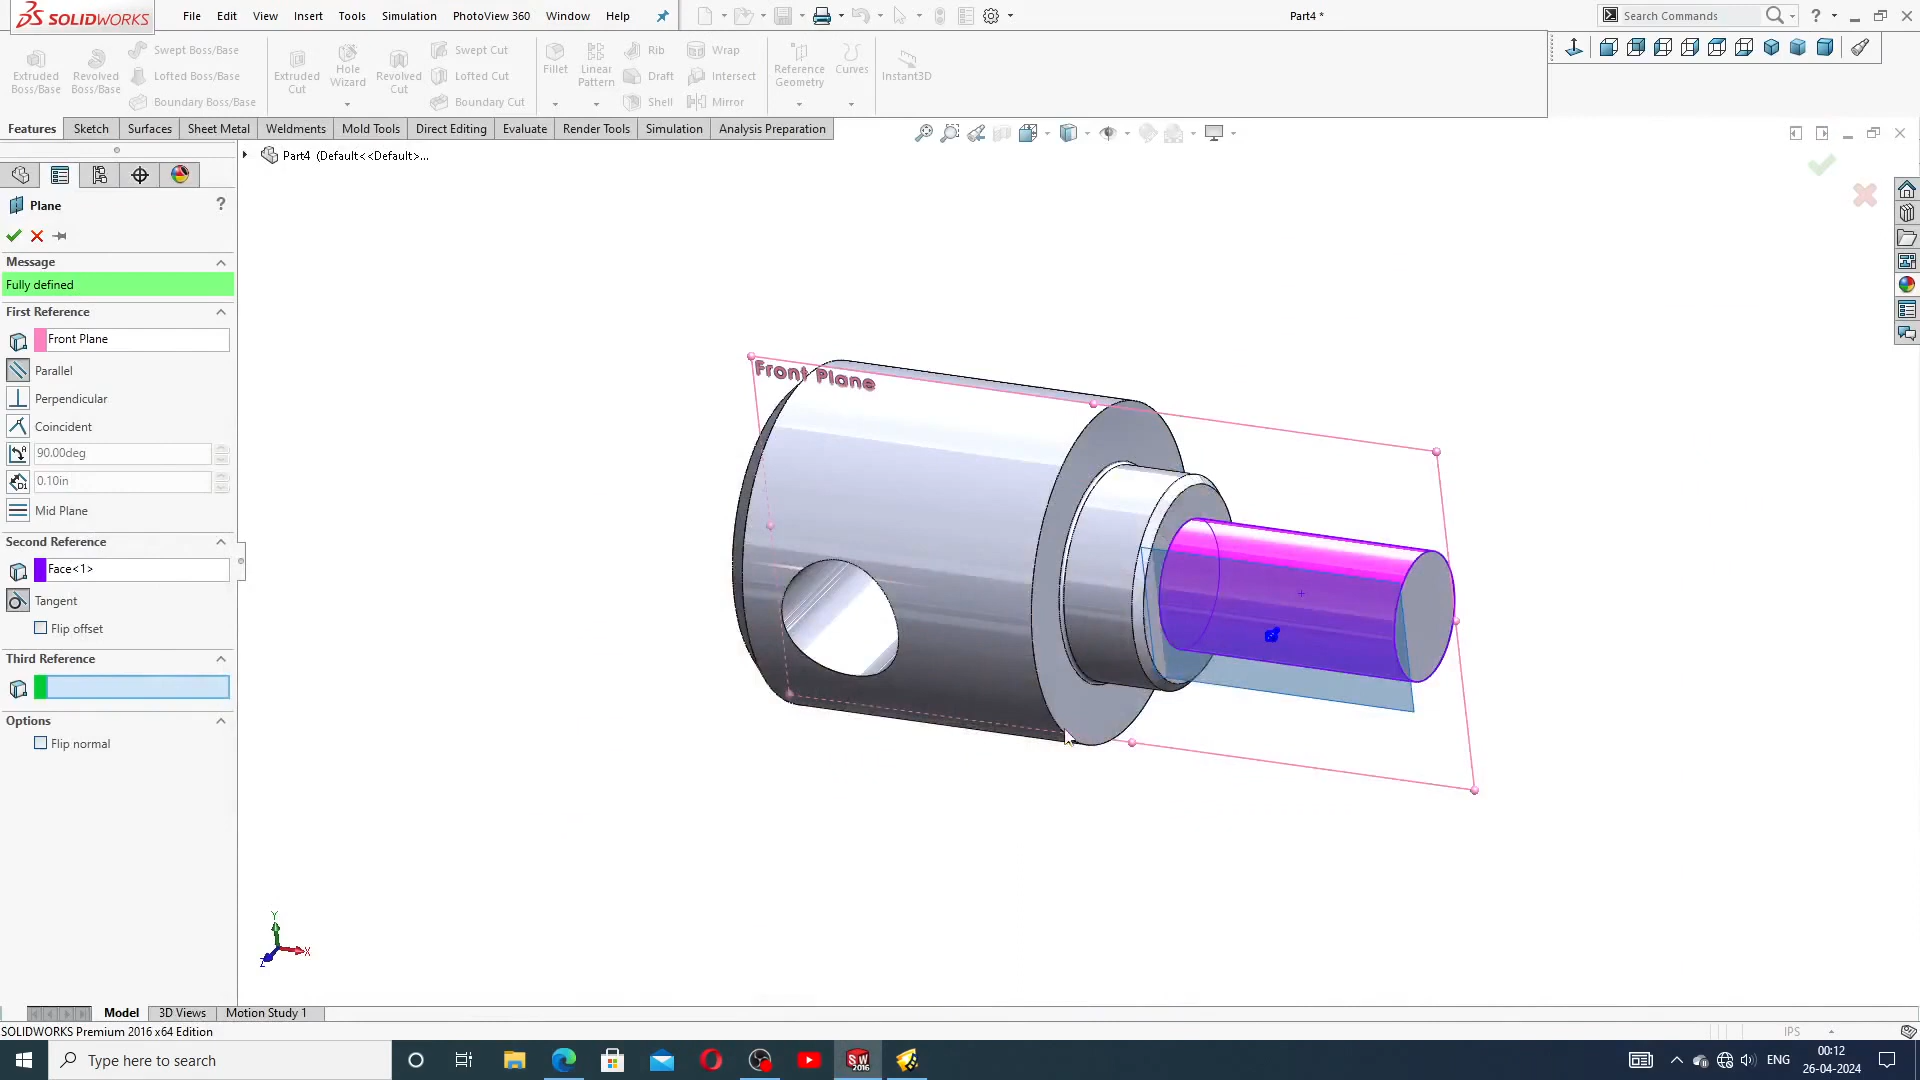 SOLIDWORKS
File Edit View Insert Tools Simulation PhotoView 360 Window Help
Part4 *
Search Commands
Extruded Boss/Base
Revolved Boss/Base
Swept Boss/Base
Lofted Boss/Base
Boundary Boss/Base
Extruded Cut
Hole Wizard
Revolved Cut
Swept Cut
Lofted Cut
Boundary Cut
Fillet
Linear Pattern
Rib
Draft
Shell
Wrap
Intersect
Mirror
Reference Geometry
Curves
Instant3D
Features Sketch Surfaces Sheet Metal Weldments Mold Tools Direct Editing Evaluate Render Tools Simulation Analysis Preparation
Part4 (Default<<Default>...
Plane
?
Message
Fully defined
First Reference
Front Plane
Parallel
Perpendicular
Coincident
90.00deg
0.10in
Mid Plane
Second Reference
Face<1>
Tangent
Flip offset
Third Reference
Options
Flip normal
Front Plane
Y
X
Z
Model 3D Views Motion Study 1
SOLIDWORKS Premium 2016 x64 Edition
IPS
Type here to search
SW
2016
ENG
00:12
26-04-2024